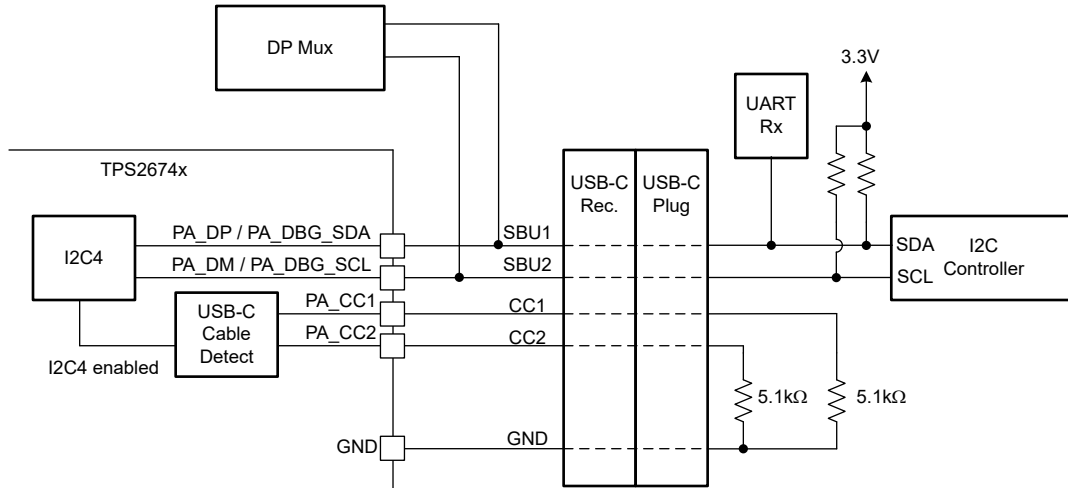 DP Mux
3.3V
UART
Rx
TPS2674x
USB-C
Rec.
USB-C
Plug
I2C4
PA_DP / PA_DBG_SDA
SBU1
SDA
I2C
Controller
PA_DM / PA_DBG_SCL
SBU2
SCL
USB-C
Cable
Detect
PA_CC1
CC1
PA_CC2
CC2
I2C4 enabled
5.1kΩ
5.1kΩ
GND
GND